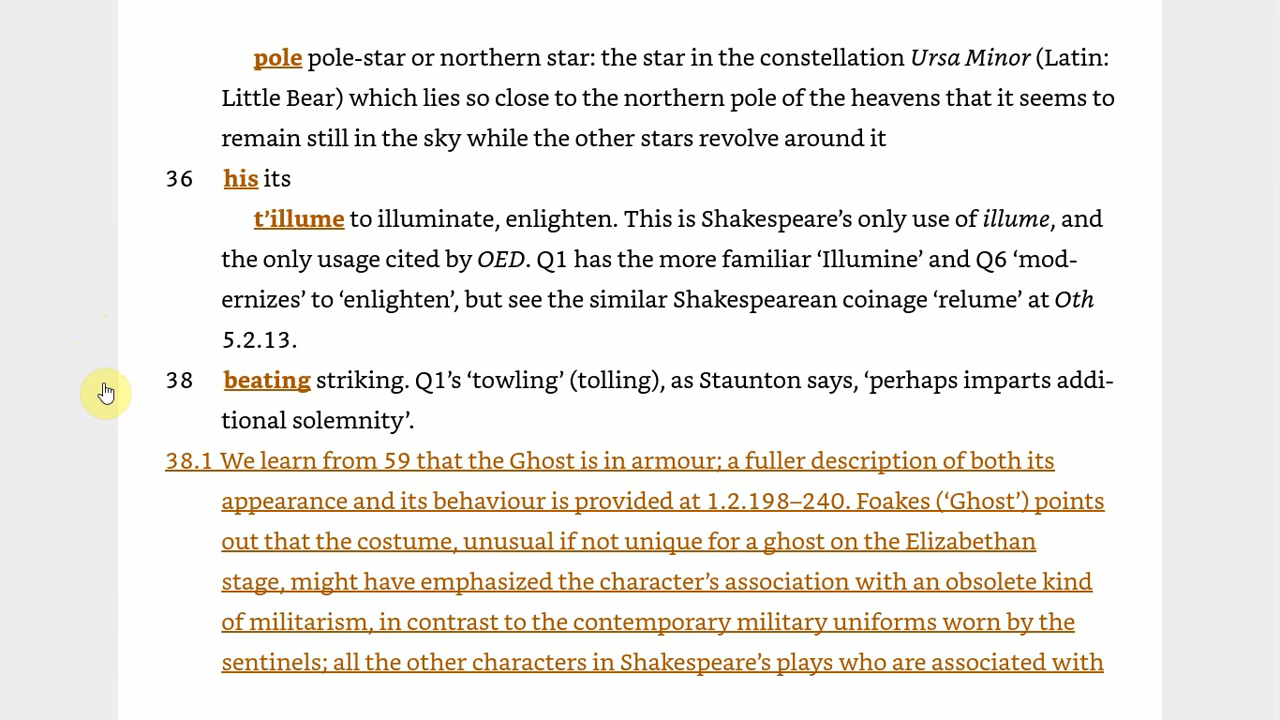 pole pole-star or northern star: the star in the constellation Ursa Minor (Latin:
Little Bear) which lies so close to the northern pole of the heavens that it seems to
remain still in the sky while the other stars revolve around it
36 his its
t’illume to illuminate, enlighten. This is Shakespeare’s only use of illume, and
the only usage cited by OED. Q1 has the more familiar ‘Illumine’ and Q6 ‘mod-
ernizes’ to ‘enlighten’, but see the similar Shakespearean coinage ‘relume’ at Oth
5.2.13.
38 beating striking. Q1’s ‘towling’ (tolling), as Staunton says, ‘perhaps imparts addi-
tional solemnity’.
38.1 We learn from 59 that the Ghost is in armour; a fuller description of both its
appearance and its behaviour is provided at 1.2.198–240. Foakes (‘Ghost’) points
out that the costume, unusual if not unique for a ghost on the Elizabethan
stage, might have emphasized the character’s association with an obsolete kind
of militarism, in contrast to the contemporary military uniforms worn by the
sentinels; all the other characters in Shakespeare’s plays who are associated with